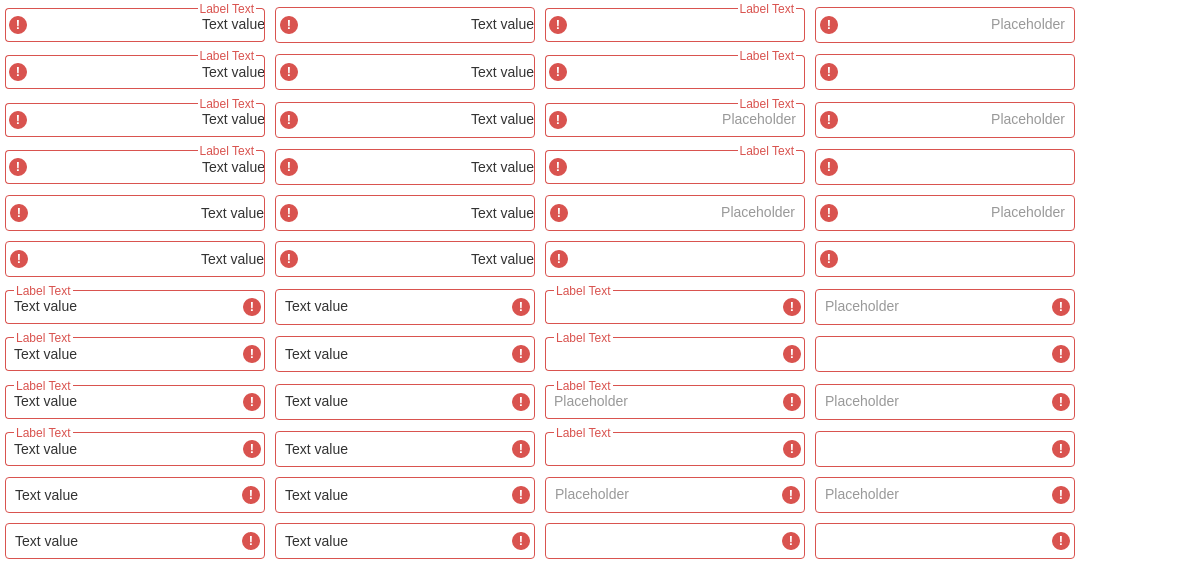 Label Text Label Text
! Text value ! Text value ! ! Placeholder
Label Text Label Text
! Text value ! Text value ! !
Label Text Label Text
! Text value ! Text value ! Placeholder ! Placeholder
Label Text Label Text
! Text value ! Text value ! !
! Text value ! Text value ! Placeholder ! Placeholder
! Text value ! Text value ! !
Label Text Label Text
Text value ! Text value ! ! Placeholder !
Label Text Label Text
Text value ! Text value ! ! !
Label Text Label Text
Text value ! Text value ! Placeholder ! Placeholder !
Label Text Label Text
Text value ! Text value ! ! !
Text value ! Text value ! Placeholder ! Placeholder !
Text value ! Text value ! ! !